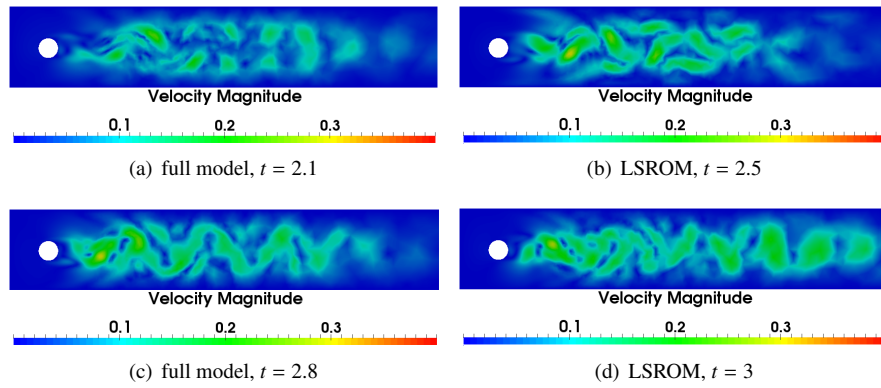 Velocity Magnitude Velocity Magnitude
0.1 0.2 0.3 0.1 0.2 0.3
(a) full model, t = 2.1 (b) LSROM, t = 2.5
Velocity Magnitude Velocity Magnitude
0.1 0.2 0.3 0.1 0.2 0.3
(c) full model, t = 2.8 (d) LSROM, t = 3